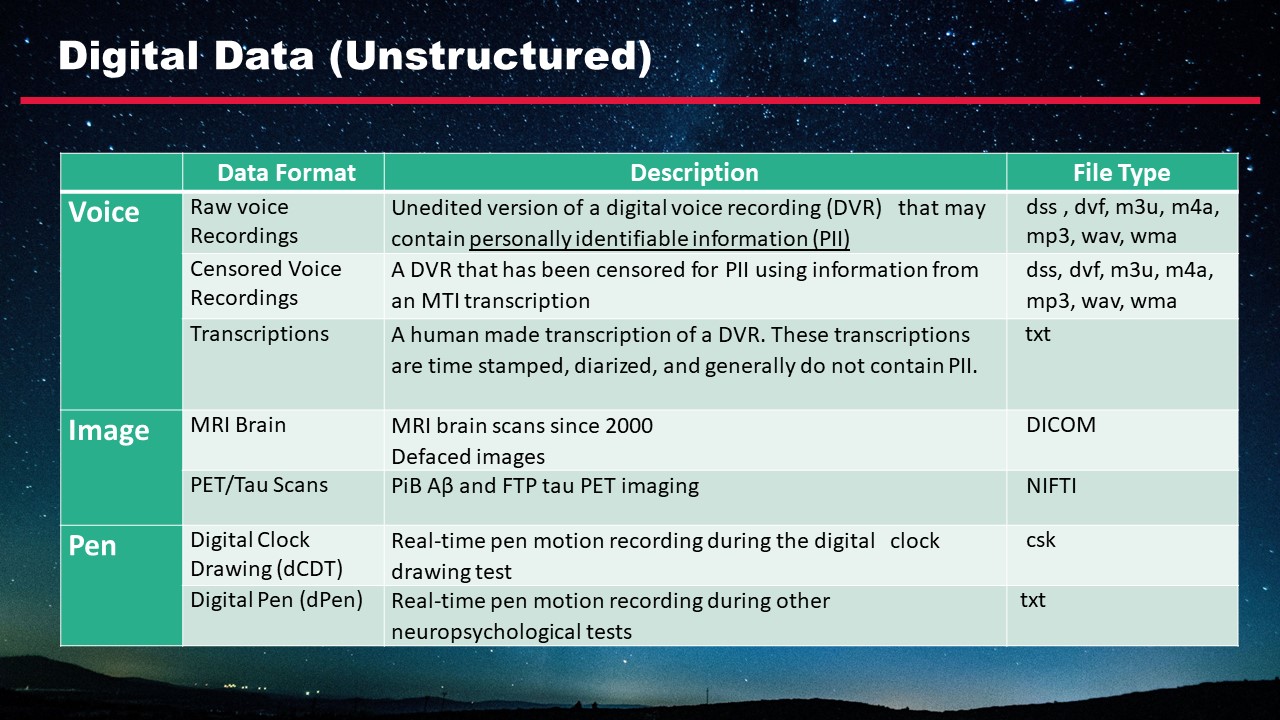 Digital Data (Unstructured)
Data Format Description File Type
Voice
Raw voice
Recordings
Unedited version of a digital voice recording (DVR) that may
contain personally identifiable information (PII)
dss , dvf, m3u, m4a,
mp3, wav, wma
Censored Voice
Recordings
A DVR that has been censored for PII using information from
an MTI transcription
dss, dvf, m3u, m4a,
mp3, wav, wma
Transcriptions
A human made transcription of a DVR. These transcriptions
are time stamped, diarized, and generally do not contain PII.
txt
Image
MRI Brain
MRI brain scans since 2000
Defaced images
DICOM
PET/Tau Scans
PiB Aβ and FTP tau PET imaging
NIFTI
Pen
Digital Clock
Drawing (dCDT)
Real-time pen motion recording during the digital clock
drawing test
csk
Digital Pen (dPen)
Real-time pen motion recording during other
neuropsychological tests
txt